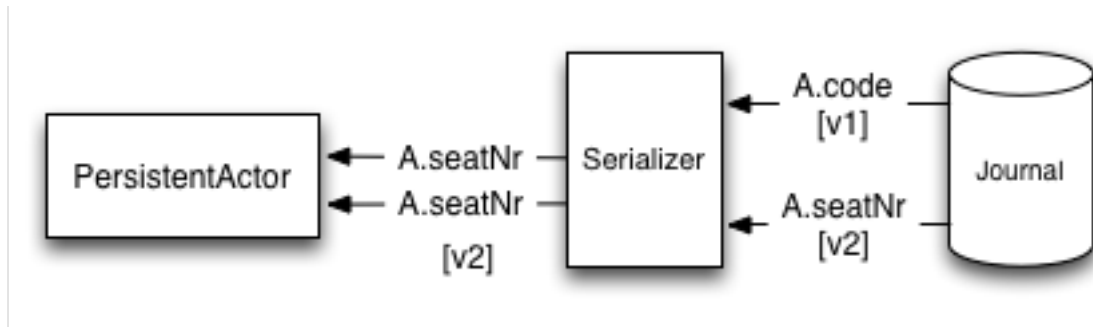 PersistentActor
A.seatNr
A.seatNr
[v2]
Serializer
A.code
[v1]
A.seatNr
[v2]
Journal